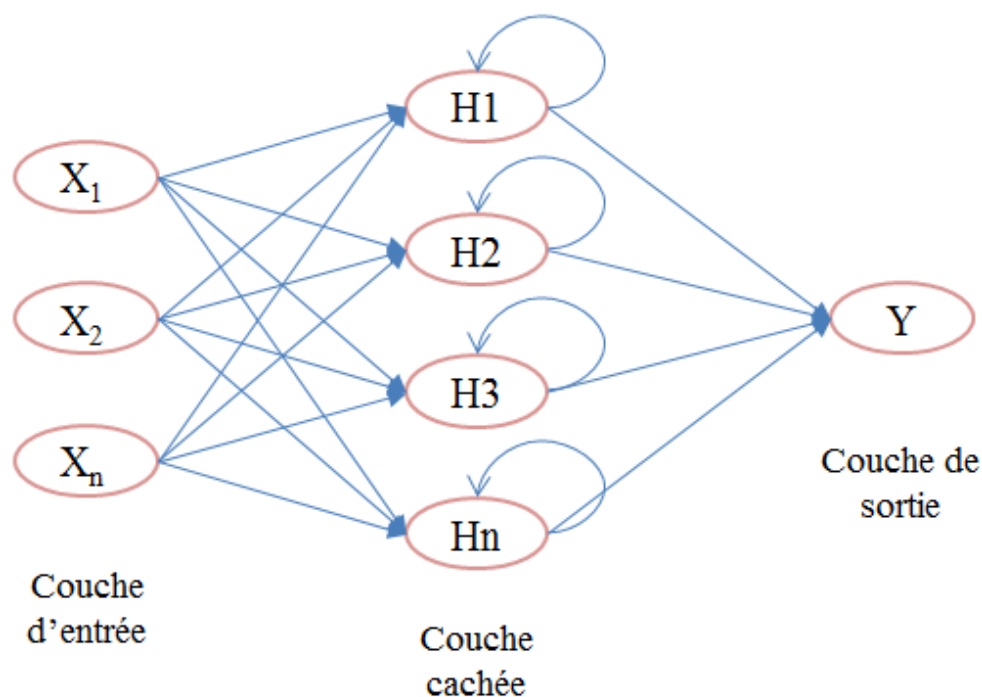 X₁
X₂
Xₙ
Couche
d’entrée
H1
H2
H3
Hn
Couche
cachée
Y
Couche de
sortie